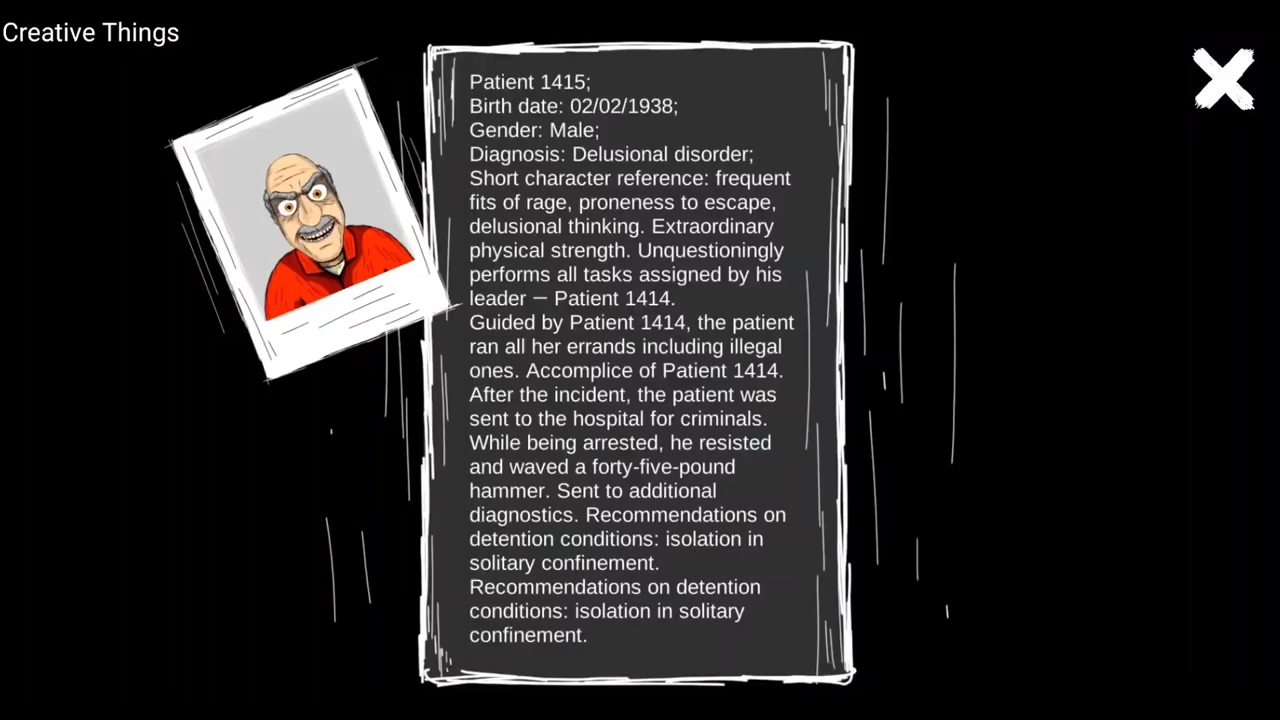 Creative Things
Patient 1415;
Birth date: 02/02/1938;
Gender: Male;
Diagnosis: Delusional disorder;
Short character reference: frequent
fits of rage, proneness to escape,
delusional thinking. Extraordinary
physical strength. Unquestioningly
performs all tasks assigned by his
leader — Patient 1414.
Guided by Patient 1414, the patient
ran all her errands including illegal
ones. Accomplice of Patient 1414.
After the incident, the patient was
sent to the hospital for criminals.
While being arrested, he resisted
and waved a forty-five-pound
hammer. Sent to additional
diagnostics. Recommendations on
detention conditions: isolation in
solitary confinement.
Recommendations on detention
conditions: isolation in solitary
confinement.